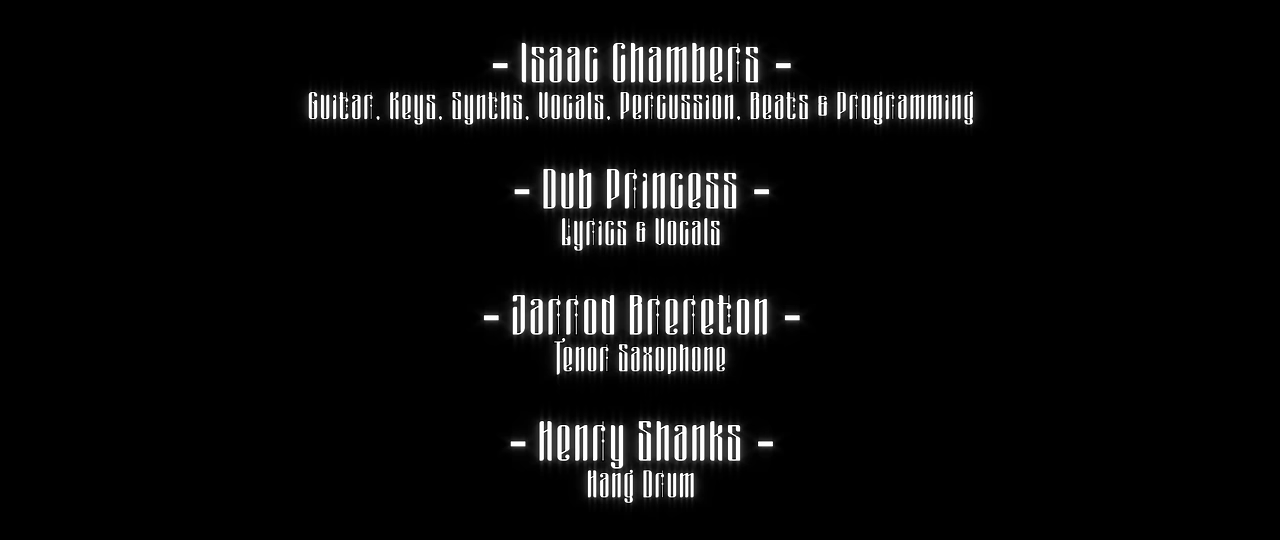 - Isaac Chambers -
Guitar, Keys, Synths, Vocals, Percussion, Beats & Programming
- Dub Princess -
Lyrics & Vocals
- Jarrod Brereton -
Tenor Saxophone
- Henry Shanks -
Hang Drum